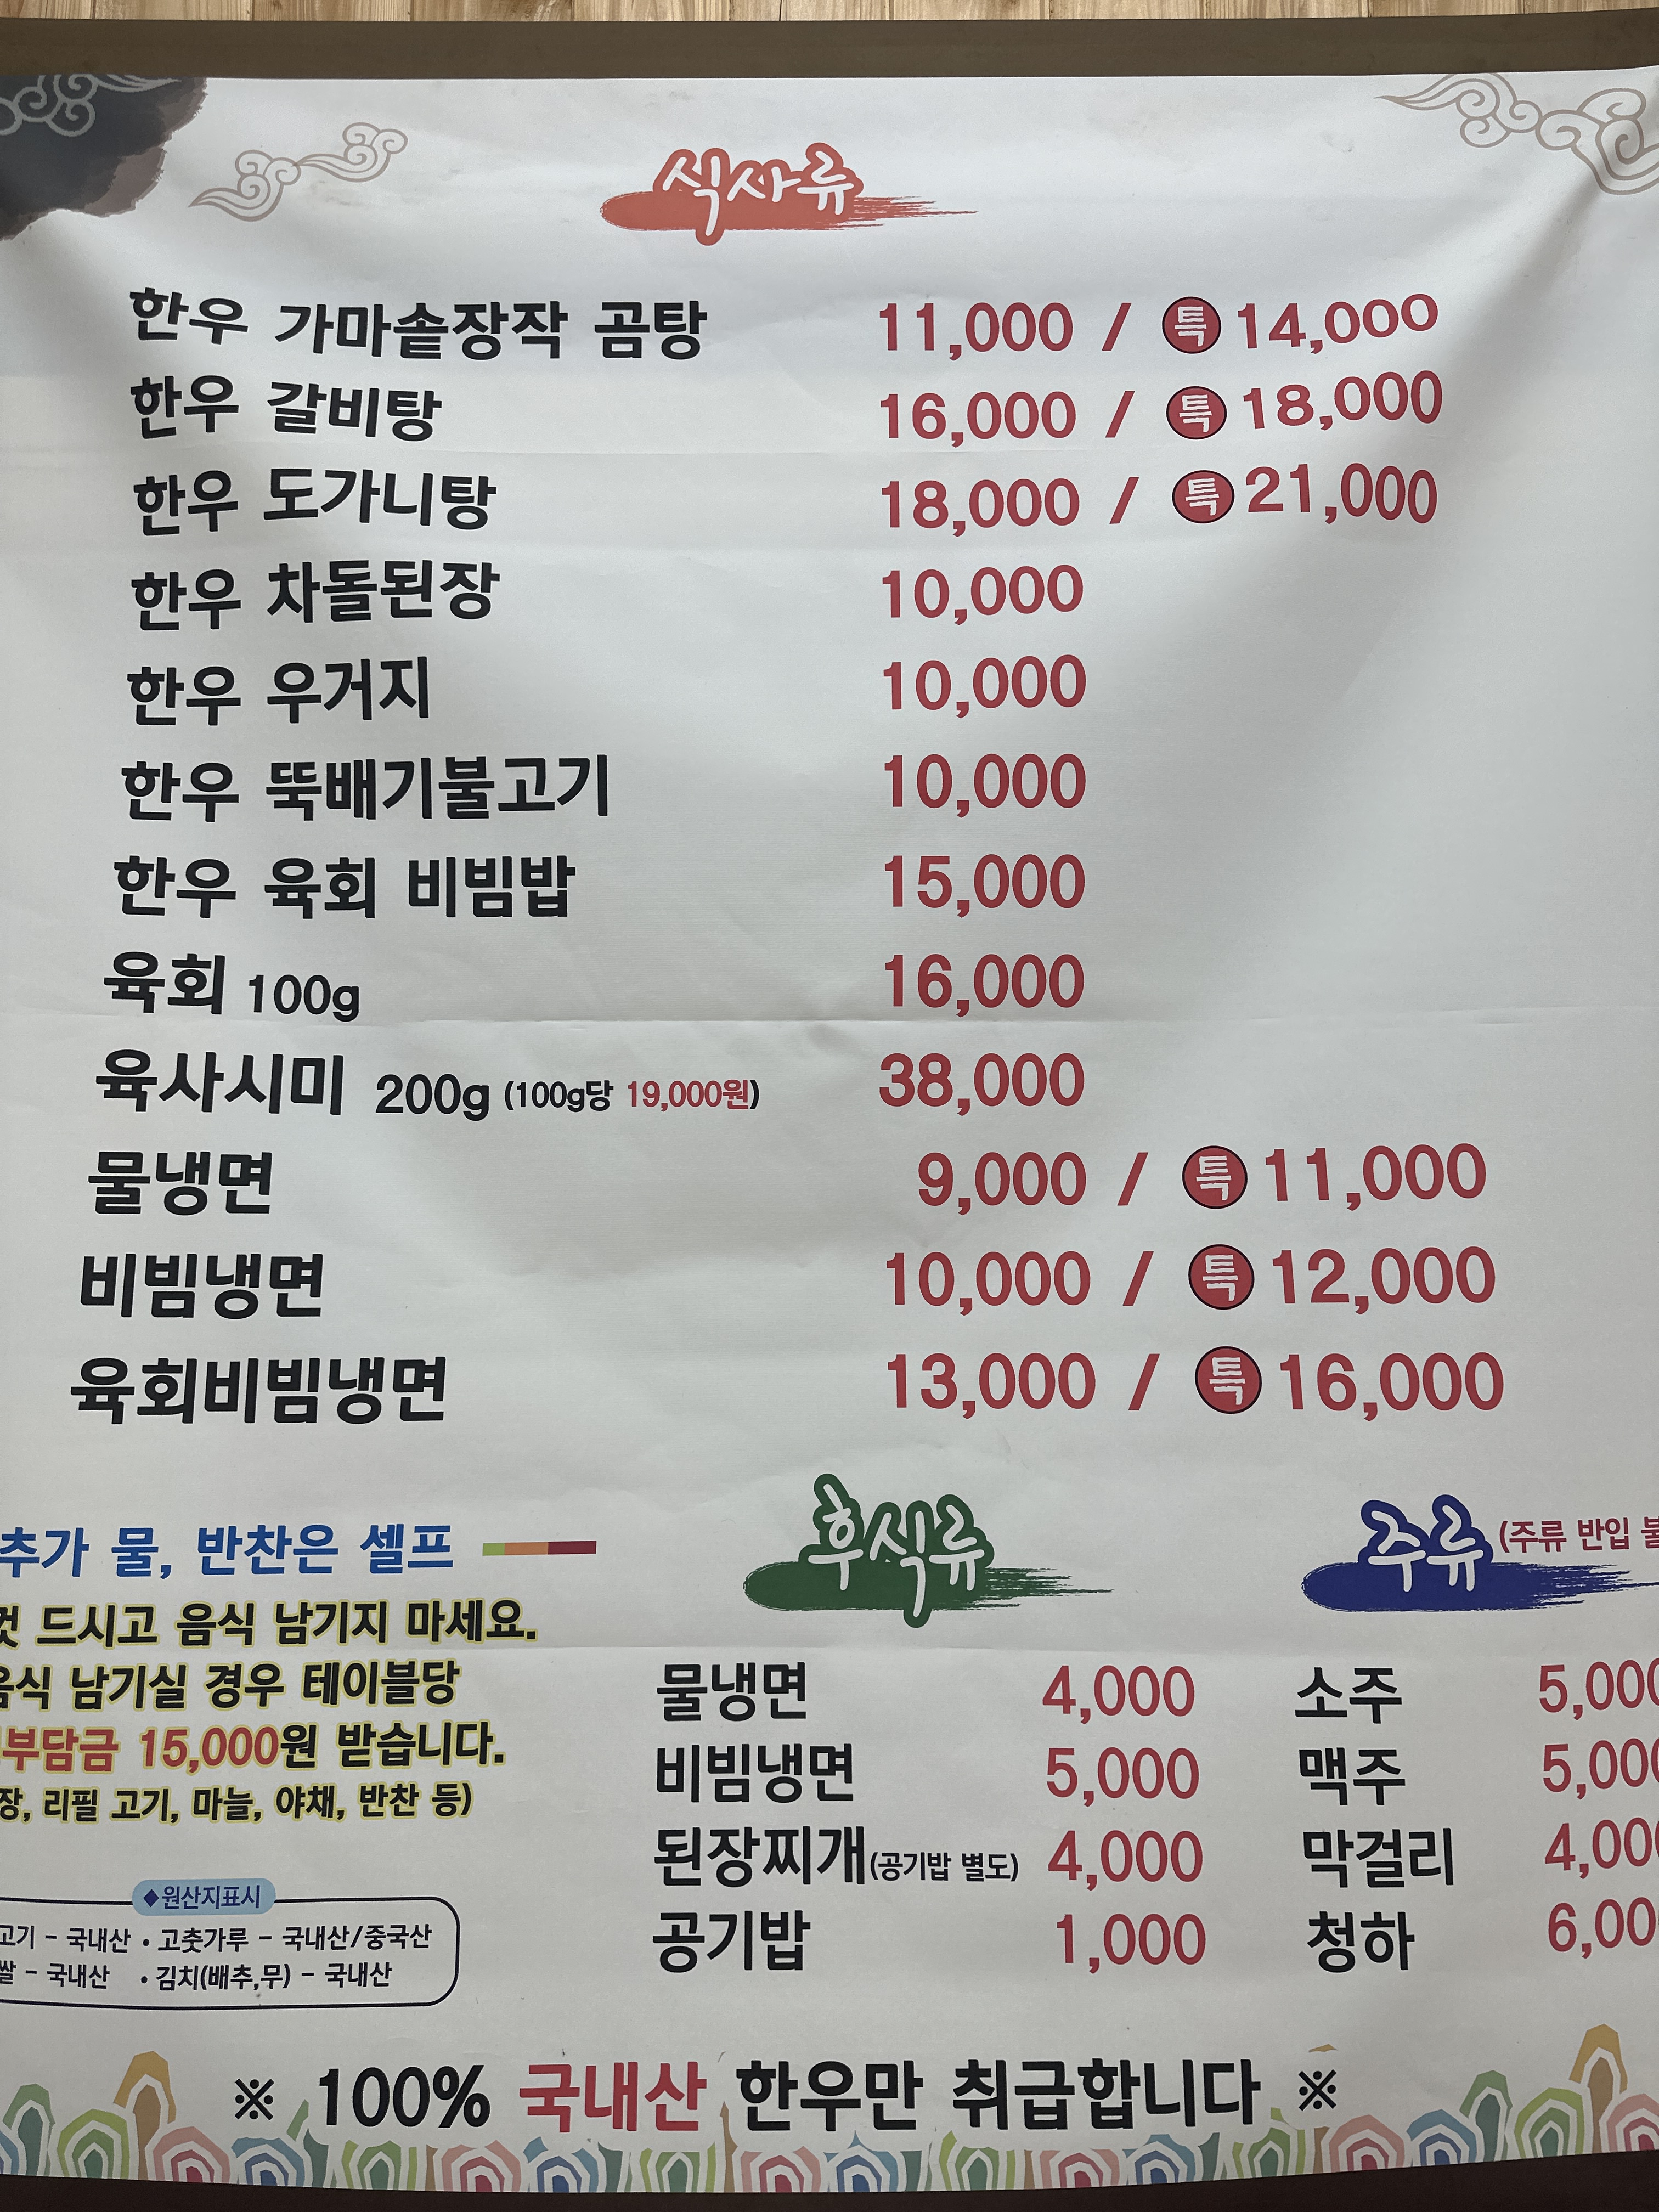 식사류
한우 가마솥장작 곰탕 11,000 / 특 14,000
한우 갈비탕 16,000 / 특 18,000
한우 도가니탕 18,000 / 특 21,000
한우 차돌된장 10,000
한우 우거지 10,000
한우 뚝배기불고기 10,000
한우 육회 비빔밥 15,000
육회 100g 16,000
육사시미 200g (100g당 19,000원) 38,000
물냉면 9,000 / 특 11,000
비빔냉면 10,000 / 특 12,000
육회비빔냉면 13,000 / 특 16,000
추가 물, 반찬은 셀프
드시고 음식 남기지 마세요.
음식 남기실 경우 테이블당
부담금 15,000원 받습니다.
장, 리필 고기, 마늘, 야채, 반찬 등)
◆원산지표시
고기 - 국내산 • 고춧가루 - 국내산/중국산
쌀 - 국내산 • 김치(배추,무) - 국내산
후식류
물냉면 4,000
비빔냉면 5,000
된장찌개(공기밥 별도) 4,000
공기밥 1,000
주류 (주류 반입
소주 5,000
맥주 5,000
막걸리 4,000
청하 6,00
※ 100% 국내산 한우만 취급합니다 ※